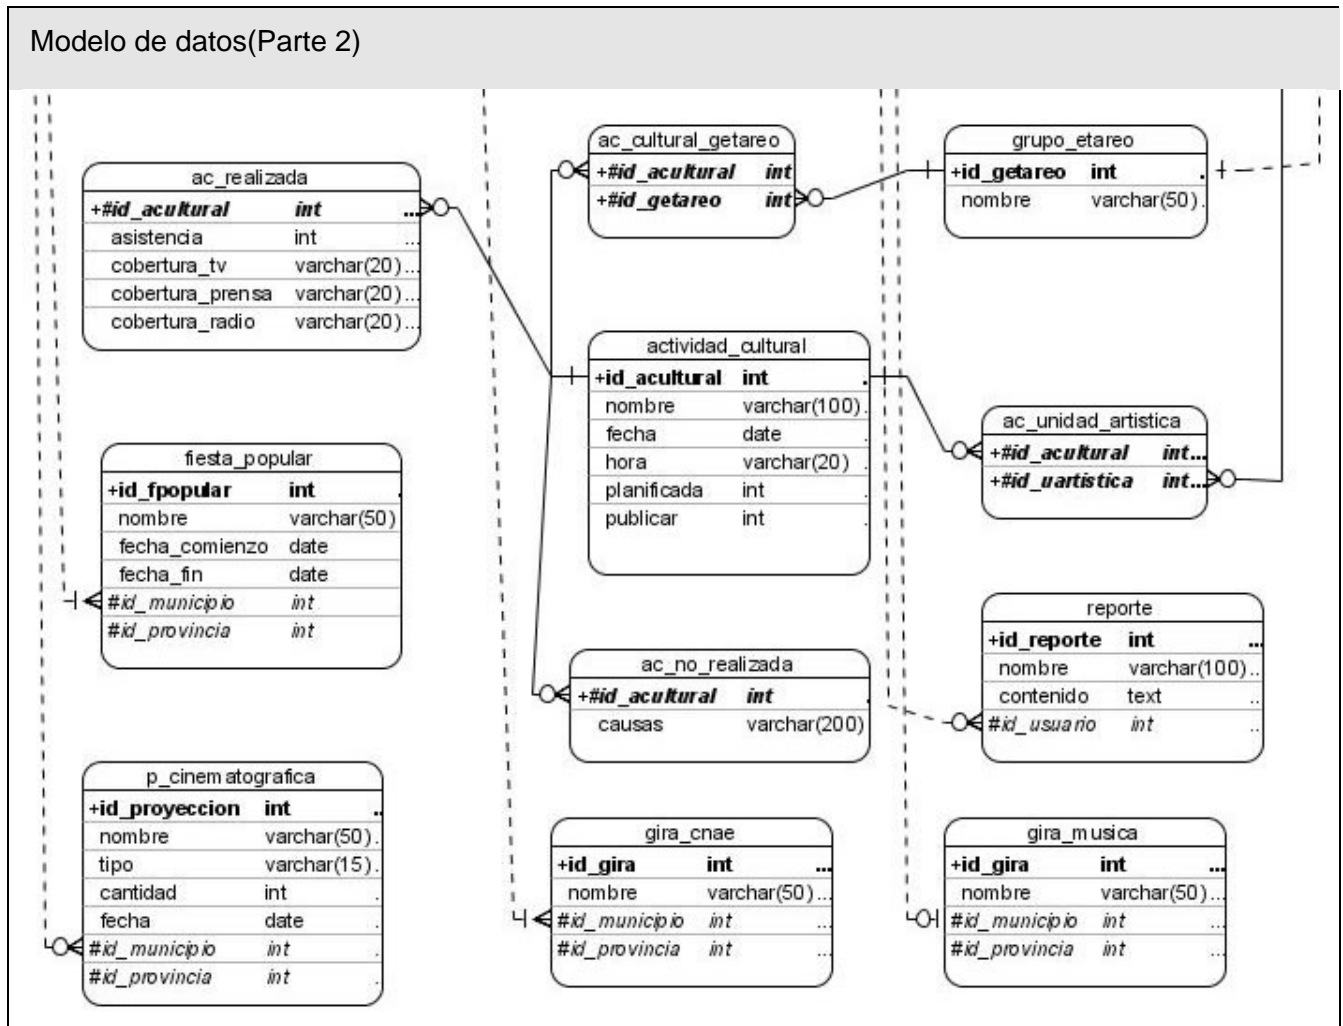 Modelo de datos(Parte 2)
ac_realizada
+#id_acultural int ...
asistencia int ...
cobertura_tv varchar(20)...
cobertura_prensa varchar(20)...
cobertura_radio varchar(20)...
ac_cultural_getareo
+#id_acultural int
+#id_getareo int
grupo_etareo
+id_getareo int .
nombre varchar(50).
actividad_cultural
+id_acultural int .
nombre varchar(100).
fecha date .
hora varchar(20) .
planificada int .
publicar int .
ac_unidad_artistica
+#id_acultural int...
+#id_uartistica int...
fiesta_popular
+id_fpopular int .
nombre varchar(50)
fecha_comienzo date
fecha_fin date
#id_municipio int
#id_provincia int
ac_no_realizada
+#id_acultural int .
causas varchar(200)
reporte
+id_reporte int ...
nombre varchar(100)..
contenido text ..
#id_usuario int ..
p_cinematografica
+id_proyeccion int ..
nombre varchar(50).
tipo varchar(15).
cantidad int .
fecha date .
#id_municipio int .
#id_provincia int .
gira_cnae
+id_gira int ...
nombre varchar(50)...
#id_municipio int ...
#id_provincia int ...
gira_musica
+id_gira int ...
nombre varchar(50)...
#id_municipio int ...
#id_provincia int ...